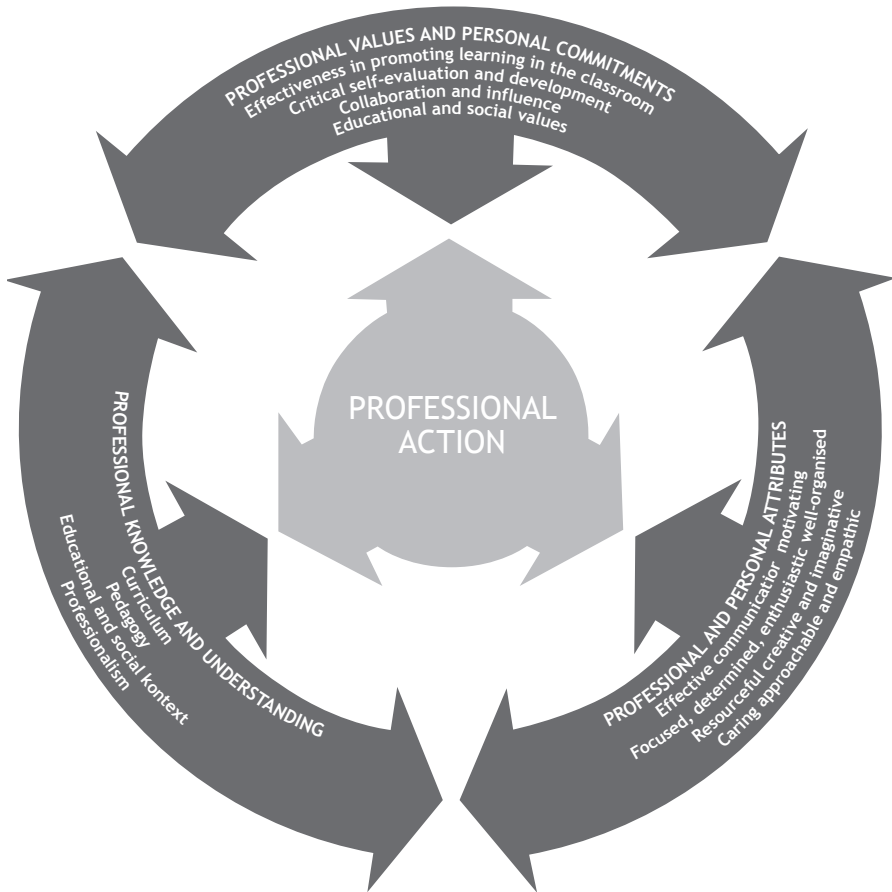 PROFESSIONAL VALUES AND PERSONAL COMMITMENTS
Effectiveness in promoting learning in the classroom
Critical self-evaluation and development
Collaboration and influence
Educational and social values
PROFESSIONAL
ACTION
PROFESSIONAL KNOWLEDGE AND UNDERSTANDING
Curriculum
Pedagogy
Educational and social kontext
Professionalism
PROFESSIONAL AND PERSONAL ATTRIBUTES
Effective communicatior motivating
Focused, determined, enthusiastic well-organised
Resourceful creative and imaginative
Caring approachable and empathic